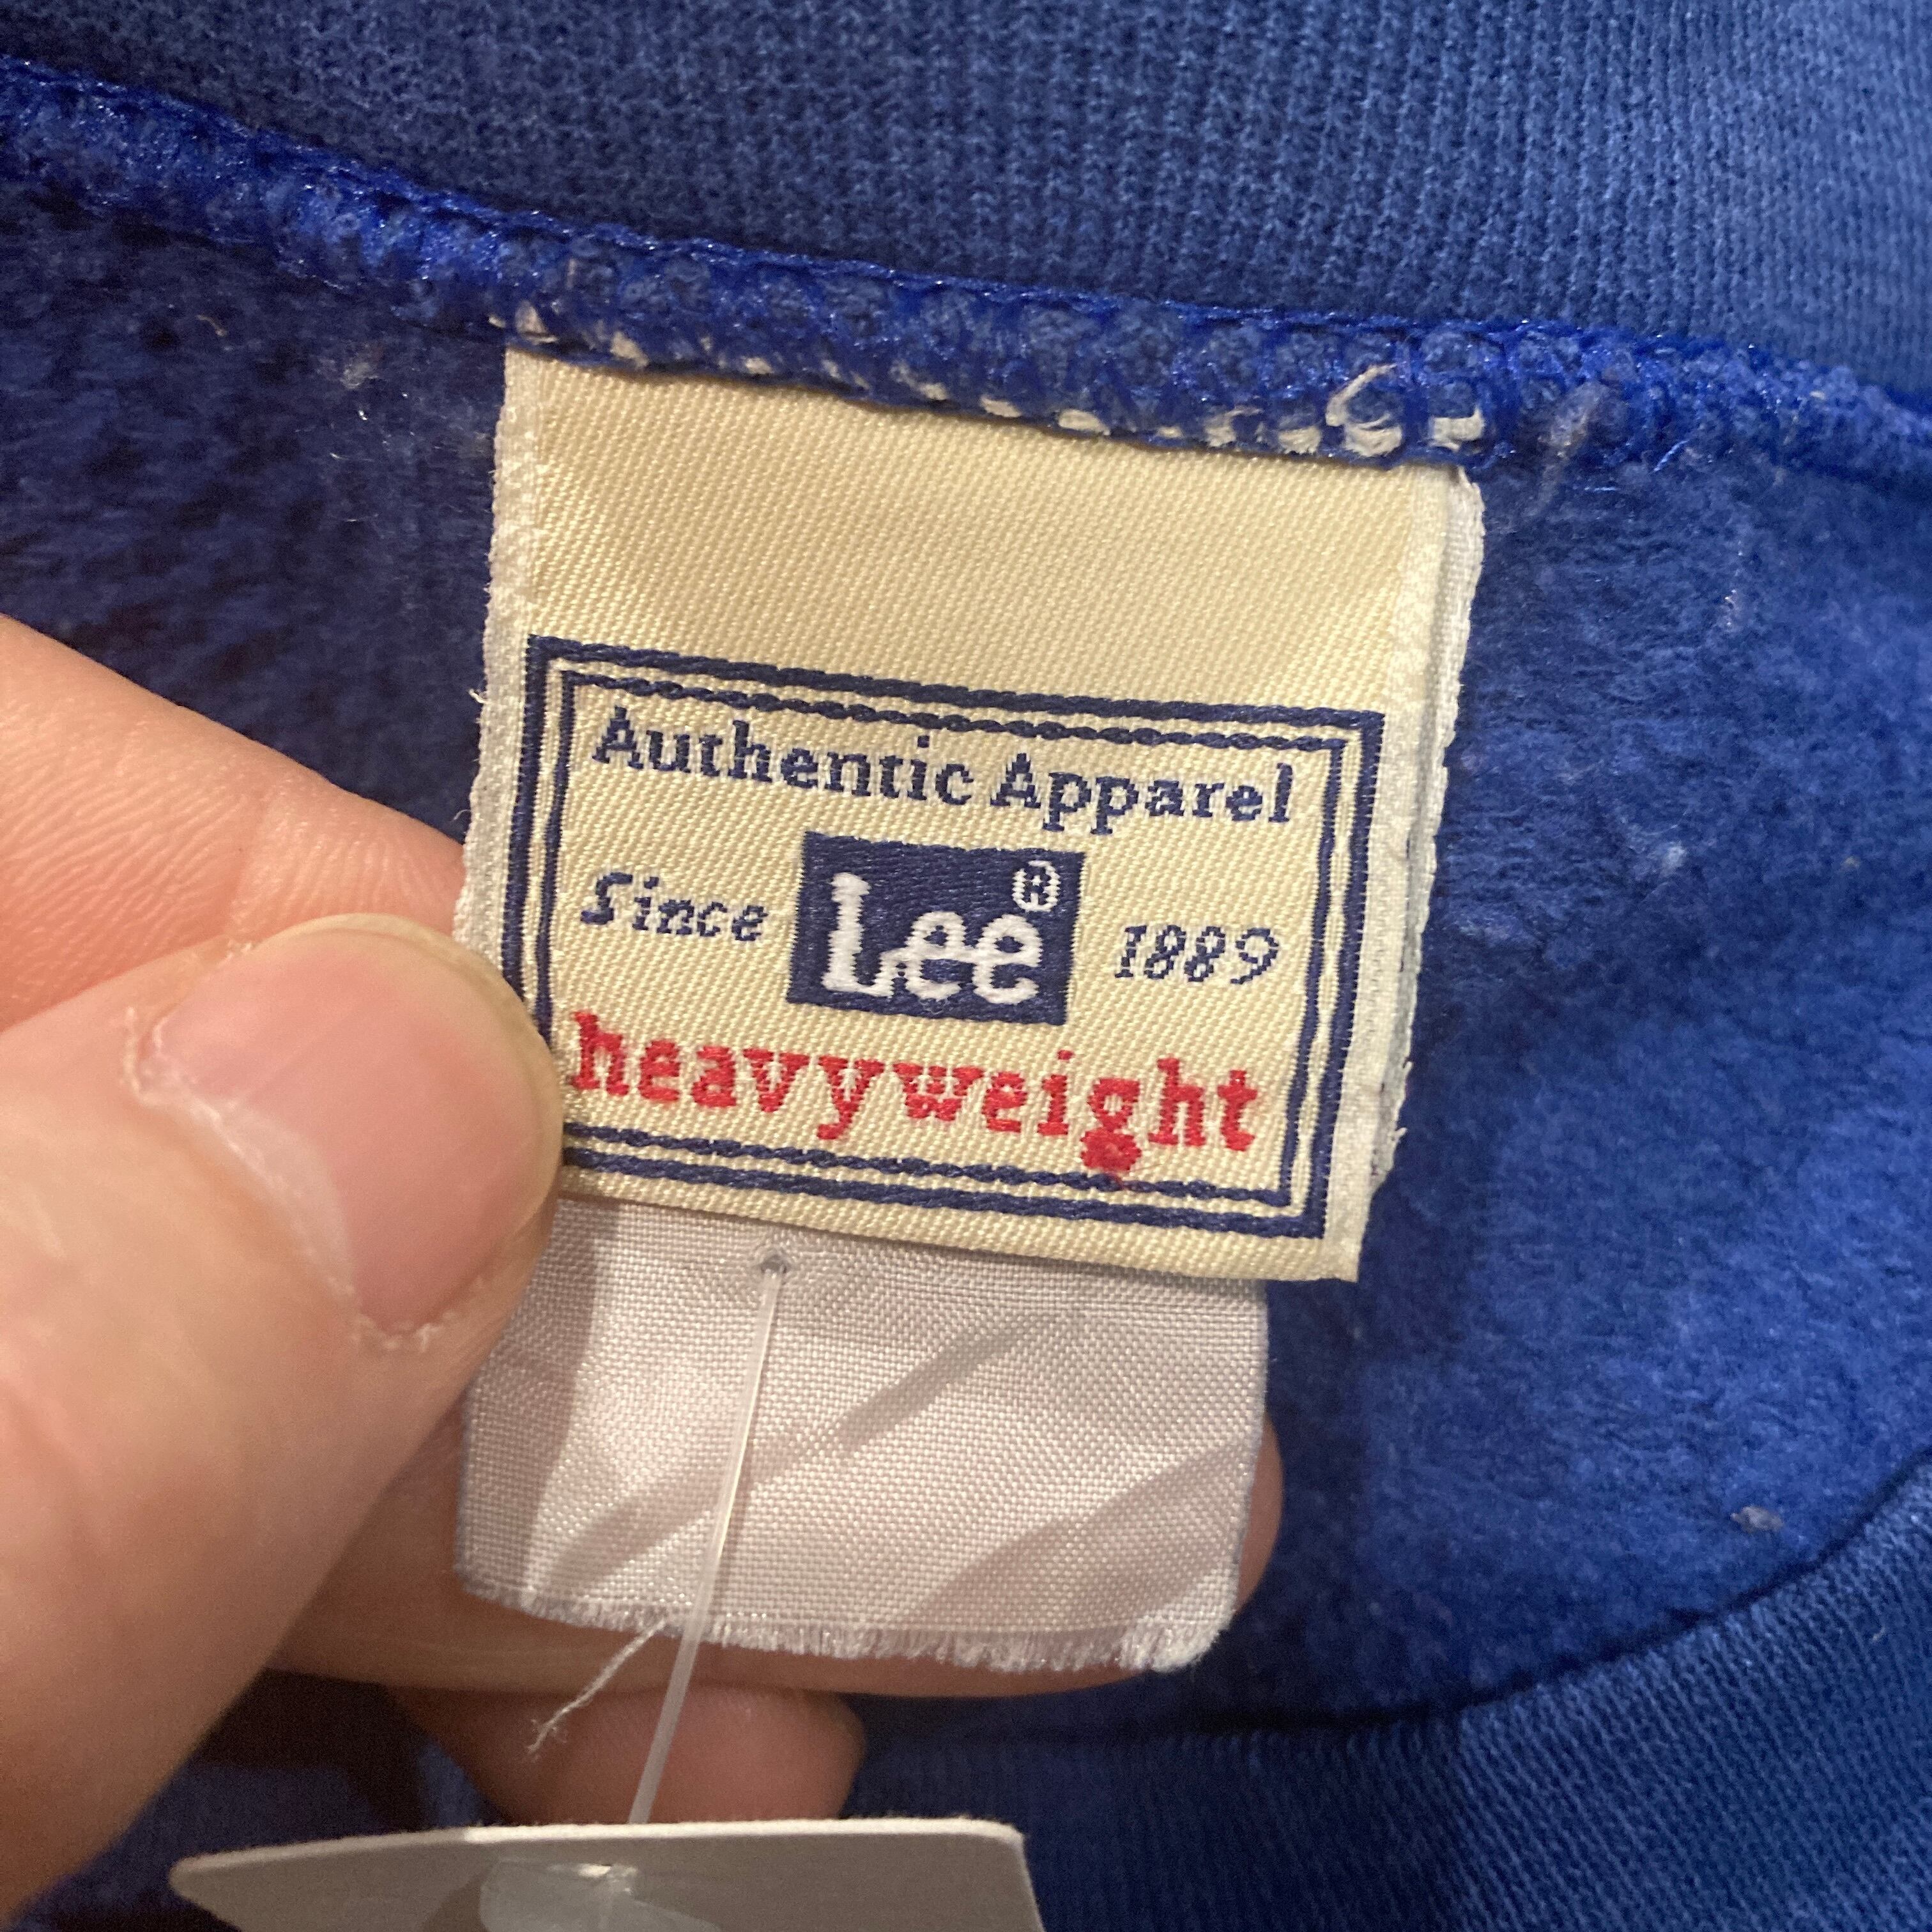 Authentic Apparel
Since Lee® 1889
heavyweight